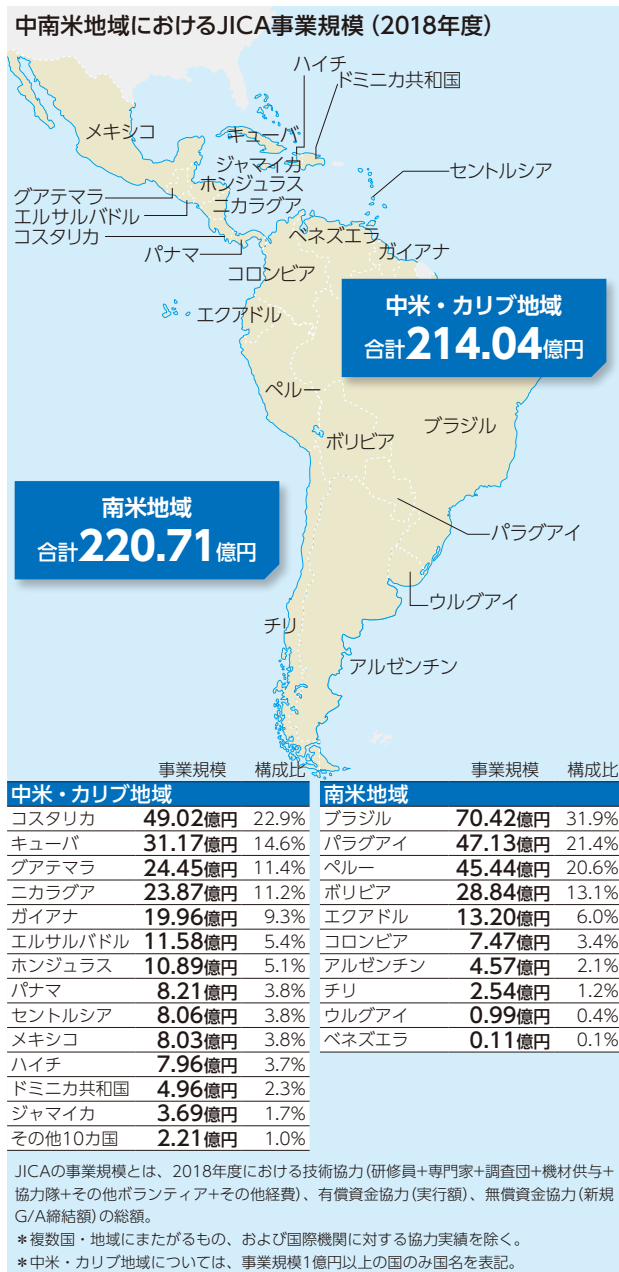 中南米地域におけるJICA事業規模（2018年度）
ハイチ
ドミニカ共和国
メキシコ
キューバ
ジャマイカ
セントルシア
ホンジュラス
グアテマラ
ニカラグア
エルサルバドル
コスタリカ
パナマ
ベネズエラ
ガイアナ
コロンビア
エクアドル
中米・カリブ地域
合計214.04億円
ペルー
ブラジル
ボリビア
南米地域
合計220.71億円
パラグアイ
ウルグアイ
チリ
アルゼンチン
事業規模 構成比
中米・カリブ地域
コスタリカ 49.02億円 22.9%
キューバ 31.17億円 14.6%
グアテマラ 24.45億円 11.4%
ニカラグア 23.87億円 11.2%
ガイアナ 19.96億円 9.3%
エルサルバドル 11.58億円 5.4%
ホンジュラス 10.89億円 5.1%
パナマ 8.21億円 3.8%
セントルシア 8.06億円 3.8%
メキシコ 8.03億円 3.8%
ハイチ 7.96億円 3.7%
ドミニカ共和国 4.96億円 2.3%
ジャマイカ 3.69億円 1.7%
その他10カ国 2.21億円 1.0%
事業規模 構成比
南米地域
ブラジル 70.42億円 31.9%
パラグアイ 47.13億円 21.4%
ペルー 45.44億円 20.6%
ボリビア 28.84億円 13.1%
エクアドル 13.20億円 6.0%
コロンビア 7.47億円 3.4%
アルゼンチン 4.57億円 2.1%
チリ 2.54億円 1.2%
ウルグアイ 0.99億円 0.4%
ベネズエラ 0.11億円 0.1%
JICAの事業規模とは、2018年度における技術協力（研修員＋専門家＋調査団＋機材供与＋
協力隊＋その他ボランティア＋その他経費）、有償資金協力（実行額）、無償資金協力（新規
G/A締結額）の総額。
＊複数国・地域にまたがるもの、および国際機関に対する協力実績を除く。
＊中米・カリブ地域については、事業規模1億円以上の国のみ国名を表記。